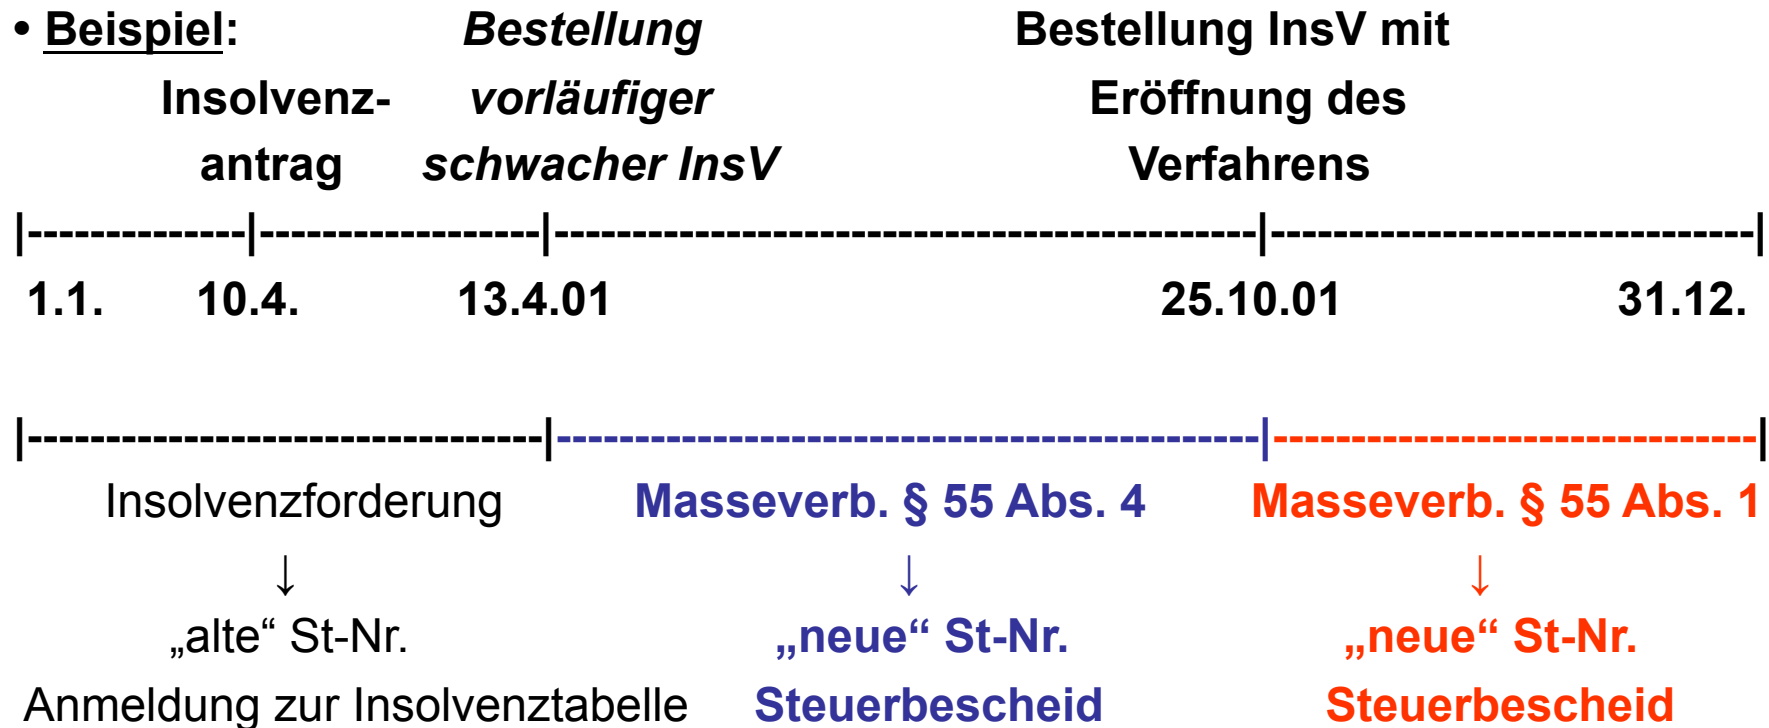 • Beispiel: Bestellung Bestellung InsV mit
Insolvenz- vorläufiger Eröffnung des
antrag schwacher InsV Verfahrens
|--------------|------------------|---------------------------------------------|-------------------------------|
1.1. 10.4. 13.4.01 25.10.01 31.12.
|---------------------------------|---------------------------------------------|-------------------------------|
Insolvenzforderung Masseverb. § 55 Abs. 4 Masseverb. § 55 Abs. 1
↓ ↓ ↓
„alte“ St-Nr. „neue“ St-Nr. „neue“ St-Nr.
Anmeldung zur Insolvenztabelle Steuerbescheid Steuerbescheid